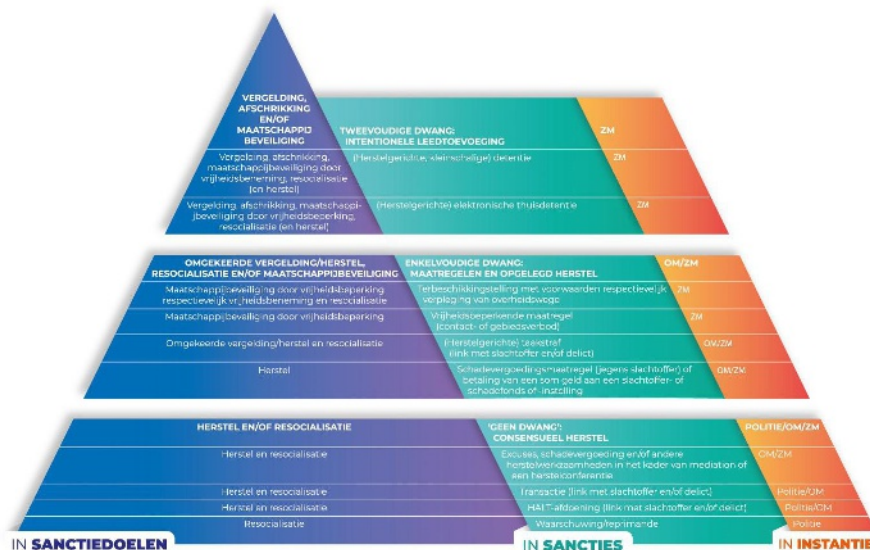 VERGELDING,
AFSCHRIKKING
EN/OF
MAATSCHAPPIJ
BEVEILIGING
TWEEVOUDIGE DWANG:
INTENTIONELE LEEDTOEVOEGING
ZM
Vergelding, afschrikking,
maatschappijbeveiliging door
vrijheidsbeneming, resocialisatie
(en herstel)
(Herstelgerichte, kleinschalige) detentie
ZM
Vergelding, afschrikking, maatschappi-
jbeveiliging door vrijheidsbeperking,
resocialisatie (en herstel)
(Herstelgerichte) elektronische thuisdetentie
ZM
OMGEKEERDE VERGELDING/HERSTEL,
RESOCIALISATIE EN/OF MAATSCHAPPIJBEVEILIGING
ENKELVOUDIGE DWANG:
MAATREGELEN EN OPGELEGD HERSTEL
OM/ZM
Maatschappijbeveiliging door vrijheidsbeperking
respectievelijk vrijheidsbeneming en resocialisatie
Terbeschikkingstelling met voorwaarden respectievelijk
verpleging van overheidswege
ZM
Maatschappijbeveiliging door vrijheidsbeperking
Vrijheidsbeperkende maatregel
(contact- of gebiedsverbod)
ZM
Omgekeerde vergelding/herstel en resocialisatie
(Herstelgerichte) taakstraf
(link met slachtoffer en/of delict)
OM/ZM
Herstel
Schadevergoedingsmaatregel (jegens slachtoffer) of
betaling van een som geld aan een slachtoffer- of
schadefonds of -instelling
OM/ZM
HERSTEL EN/OF RESOCIALISATIE
'GEEN DWANG':
CONSENSUEEL HERSTEL
POLITIE/OM/ZM
Herstel en resocialisatie
Excuses, schadevergoeding en/of andere
herstelwerkzaamheden in het kader van mediation of
een herstelconferentie
OM/ZM
Herstel en resocialisatie
Transactie (link met slachtoffer en/of delict)
Politie/OM
Herstel en resocialisatie
HALT-afdoening (link met slachtoffer en/of delict)
Politie/OM
Resocialisatie
Waarschuwing/reprimande
Politie
IN SANCTIEDOELEN
IN SANCTIES
IN INSTANTIE